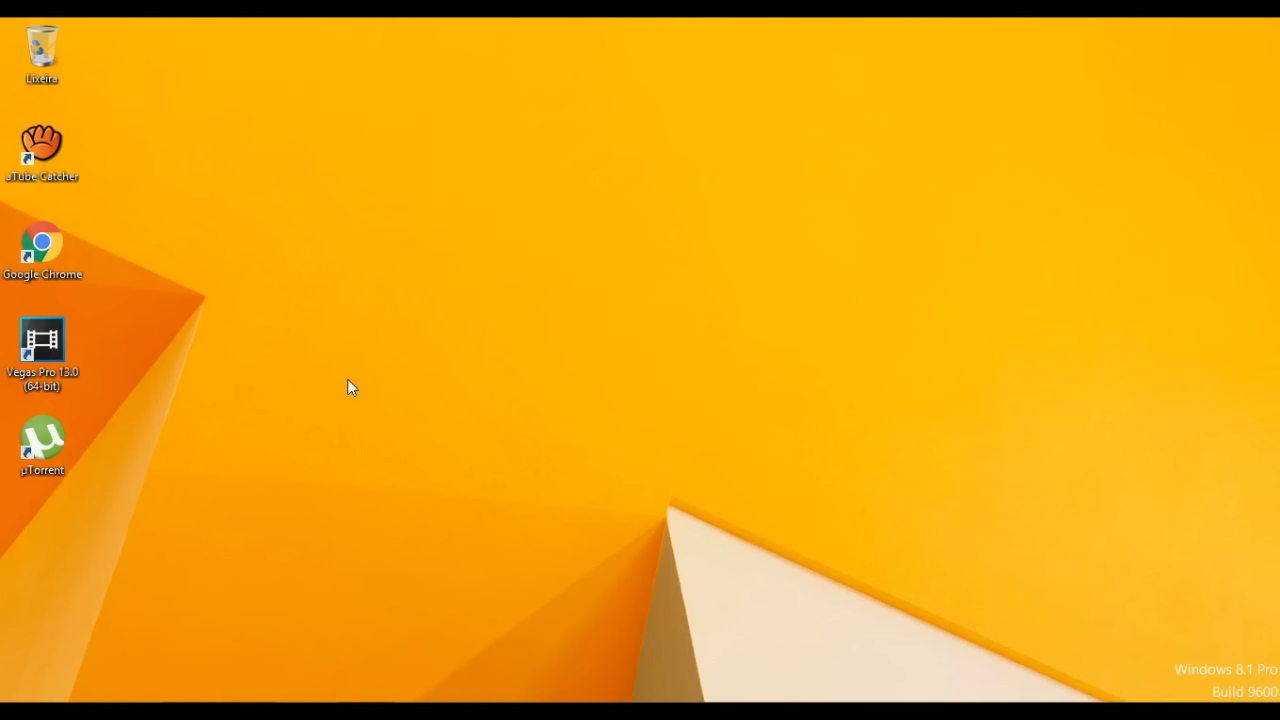 Lixeira
aTube Catcher
Google Chrome
Vegas Pro 13.0
(64-bit)
µTorrent
Windows 8.1 Pro
Build 9600